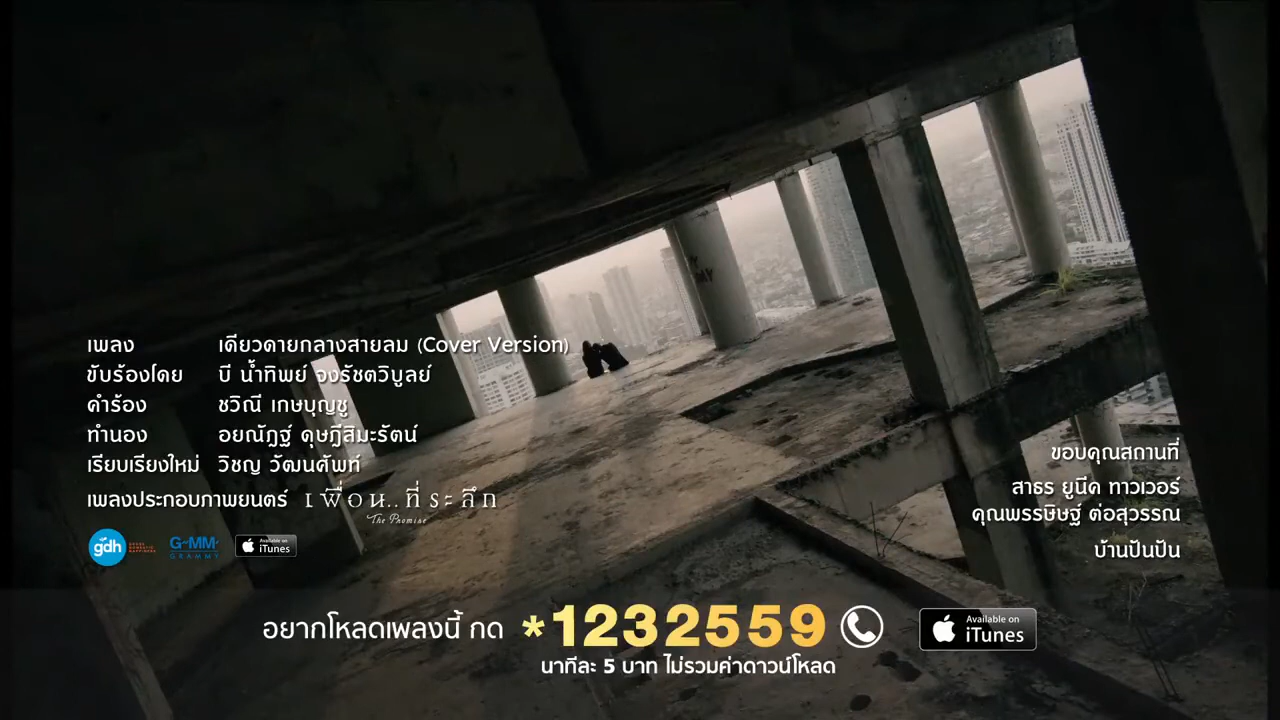 เพลง เดียวดายกลางสายลม (Cover Version)
ขับร้องโดย บี น้ำทิพย์ จงรัชตวิบูลย์
คำร้อง ชวิณี เกษบุญชู
ทำนอง อยณัฎฐ์ ดุษฎีสิมะรัตน์
เรียบเรียงใหม่ วิชญ วัฒนศัพท์
เพลงประกอบภาพยนตร์ เพื่อน..ที่ระลึก
The Promise
gdh GMM GRAMMY Available on iTunes
ขอบคุณสถานที่
สาธร ยูนีค ทาวเวอร์
คุณพรรษิษฐ์ ต่อสุวรรณ
บ้านปันปัน
อยากโหลดเพลงนี้ กด *1232559 Available on iTunes
นาทีละ 5 บาท ไม่รวมค่าดาวน์โหลด